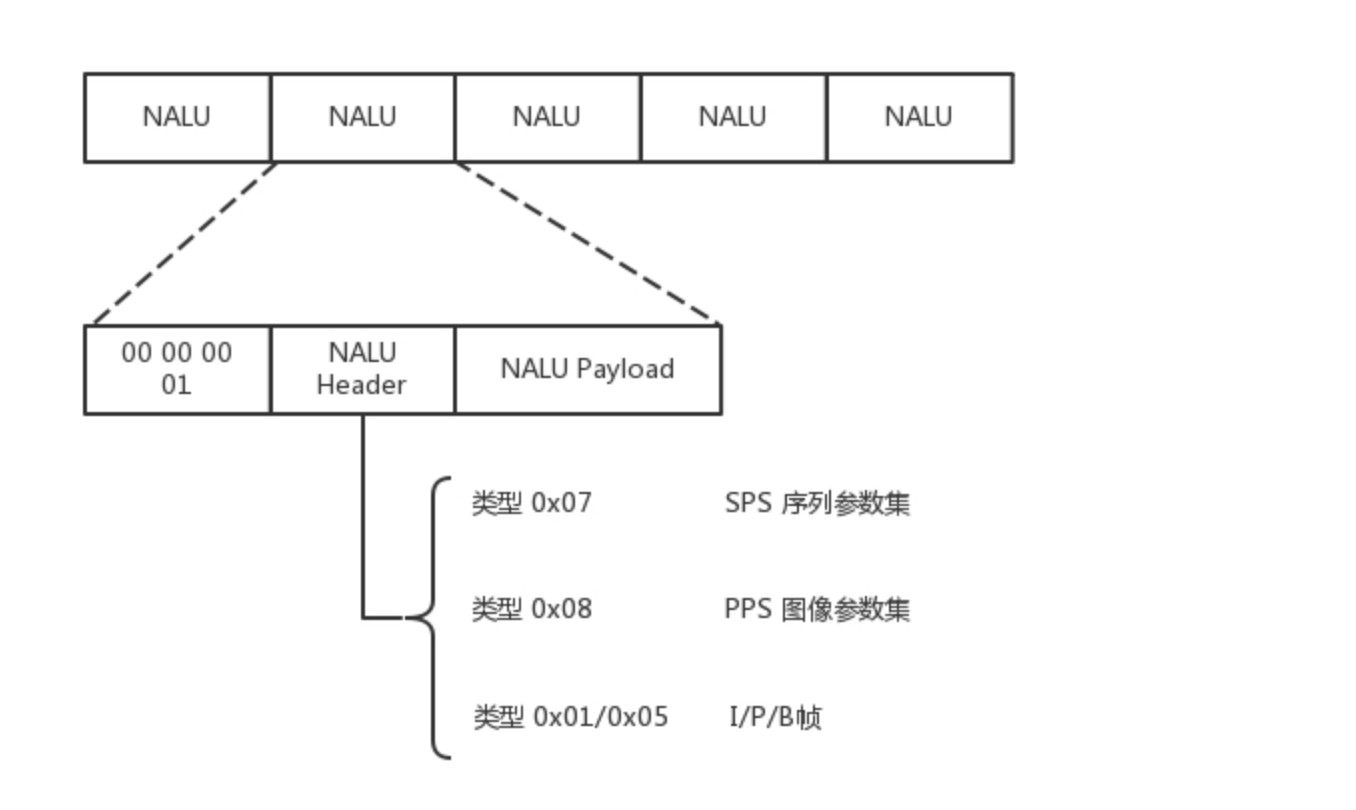 NALU NALU NALU NALU NALU
00 00 00
01
NALU
Header
NALU Payload
类型 0x07 SPS 序列参数集
类型 0x08 PPS 图像参数集
类型 0x01/0x05 I/P/B帧